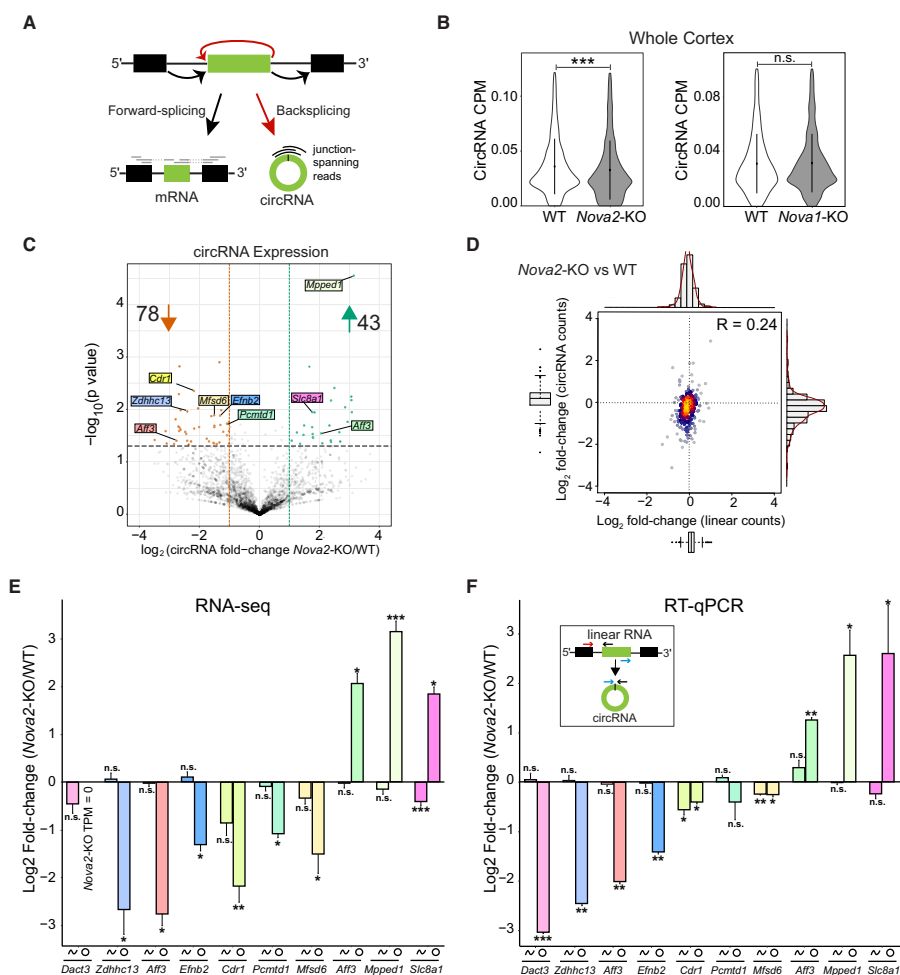 A
5'
3'
Forward-splicing
Backsplicing
5'
3'
mRNA
junction-
spanning
reads
circRNA
B
Whole Cortex
***
CircRNA CPM
0.10
0.05
0.00
WT
Nova2-KO
n.s.
CircRNA CPM
0.08
0.04
0.00
WT
Nova1-KO
C
circRNA Expression
−log10(p value)
4
3
2
1
0
78
43
Mpped1
Cdr1
Zdhhc13
Mfsd6
Efnb2
Slc8a1
Pcmtd1
Aff3
Aff3
−4
−2
0
2
4
log2(circRNA fold−change Nova2-KO/WT)
D
Nova2-KO vs WT
R = 0.24
Log2 fold-change (circRNA counts)
4
2
0
−2
−4
−4
−2
0
2
4
Log2 fold-change (linear counts)
E
RNA-seq
Log2 Fold-change (Nova2-KO/WT)
3
2
1
0
−1
−2
−3
n.s.
Nova2-KO TPM = 0
n.s.
*
n.s.
*
n.s.
*
n.s.
**
n.s.
*
n.s.
*
n.s.
*
n.s.
***
***
*
Dact3 Zdhhc13 Aff3 Efnb2 Cdr1 Pcmtd1 Mfsd6 Aff3 Mpped1 Slc8a1
F
RT-qPCR
Log2 Fold-change (Nova2-KO/WT)
3
2
1
0
−1
−2
−3
linear RNA
5'
3'
circRNA
n.s.
***
n.s.
**
n.s.
**
n.s.
**
*
*
n.s.
n.s.
**
*
n.s.
**
n.s.
*
n.s.
*
Dact3 Zdhhc13 Aff3 Efnb2 Cdr1 Pcmtd1 Mfsd6 Aff3 Mpped1 Slc8a1